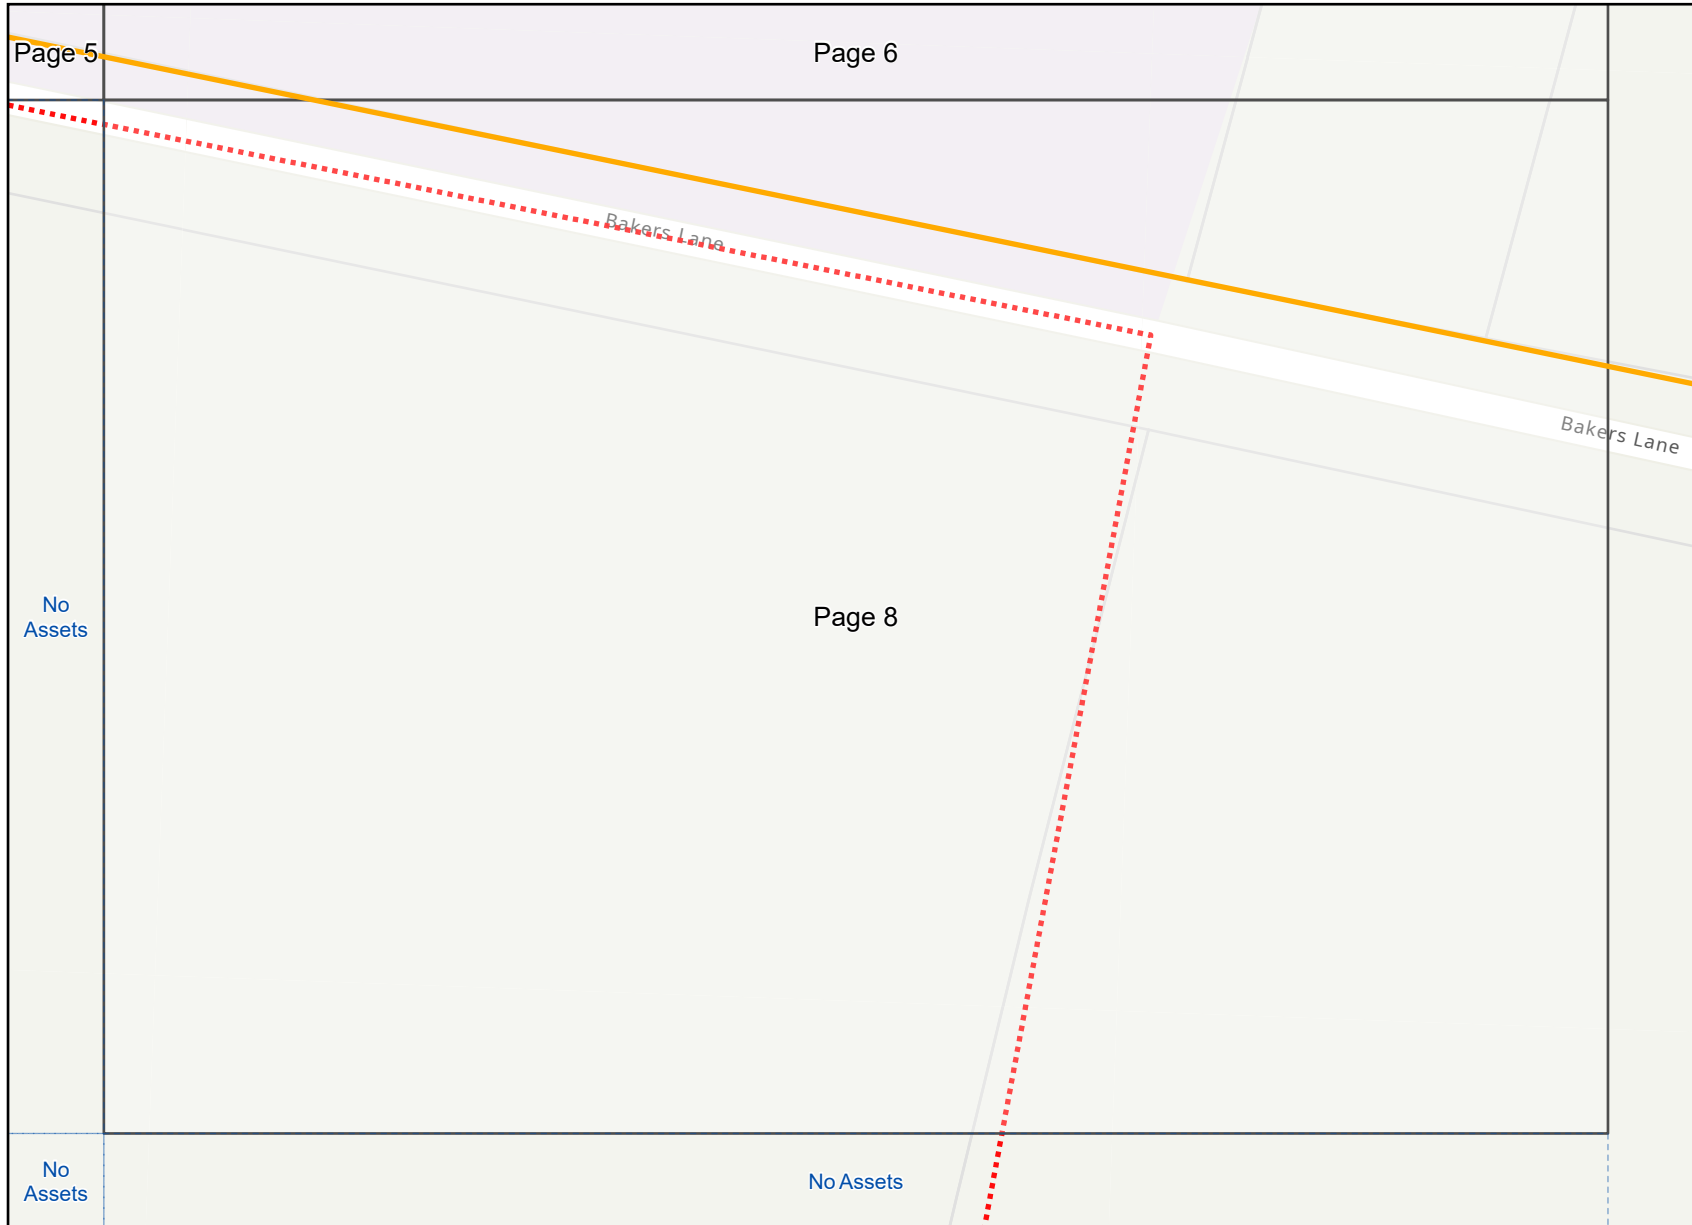 Page 5
Page 6
Bakers Lane
Bakers Lane
No
Assets
Page 8
No
Assets
No Assets